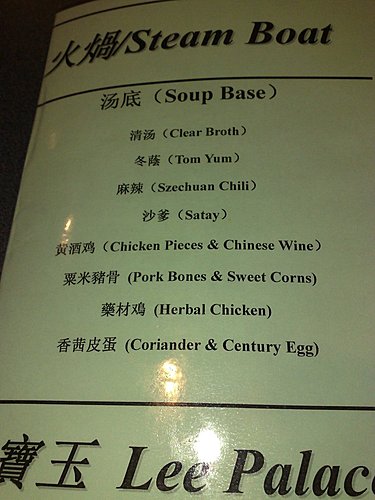 火煱/Steam Boat
汤底（Soup Base）
清汤（Clear Broth）
冬蔭（Tom Yum）
麻辣（Szechuan Chili）
沙爹（Satay）
黄酒鸡（Chicken Pieces & Chinese Wine）
粟米豬骨 (Pork Bones & Sweet Corns)
藥材鸡 (Herbal Chicken)
香茜皮蛋 (Coriander & Century Egg)
寶玉 Lee Palace